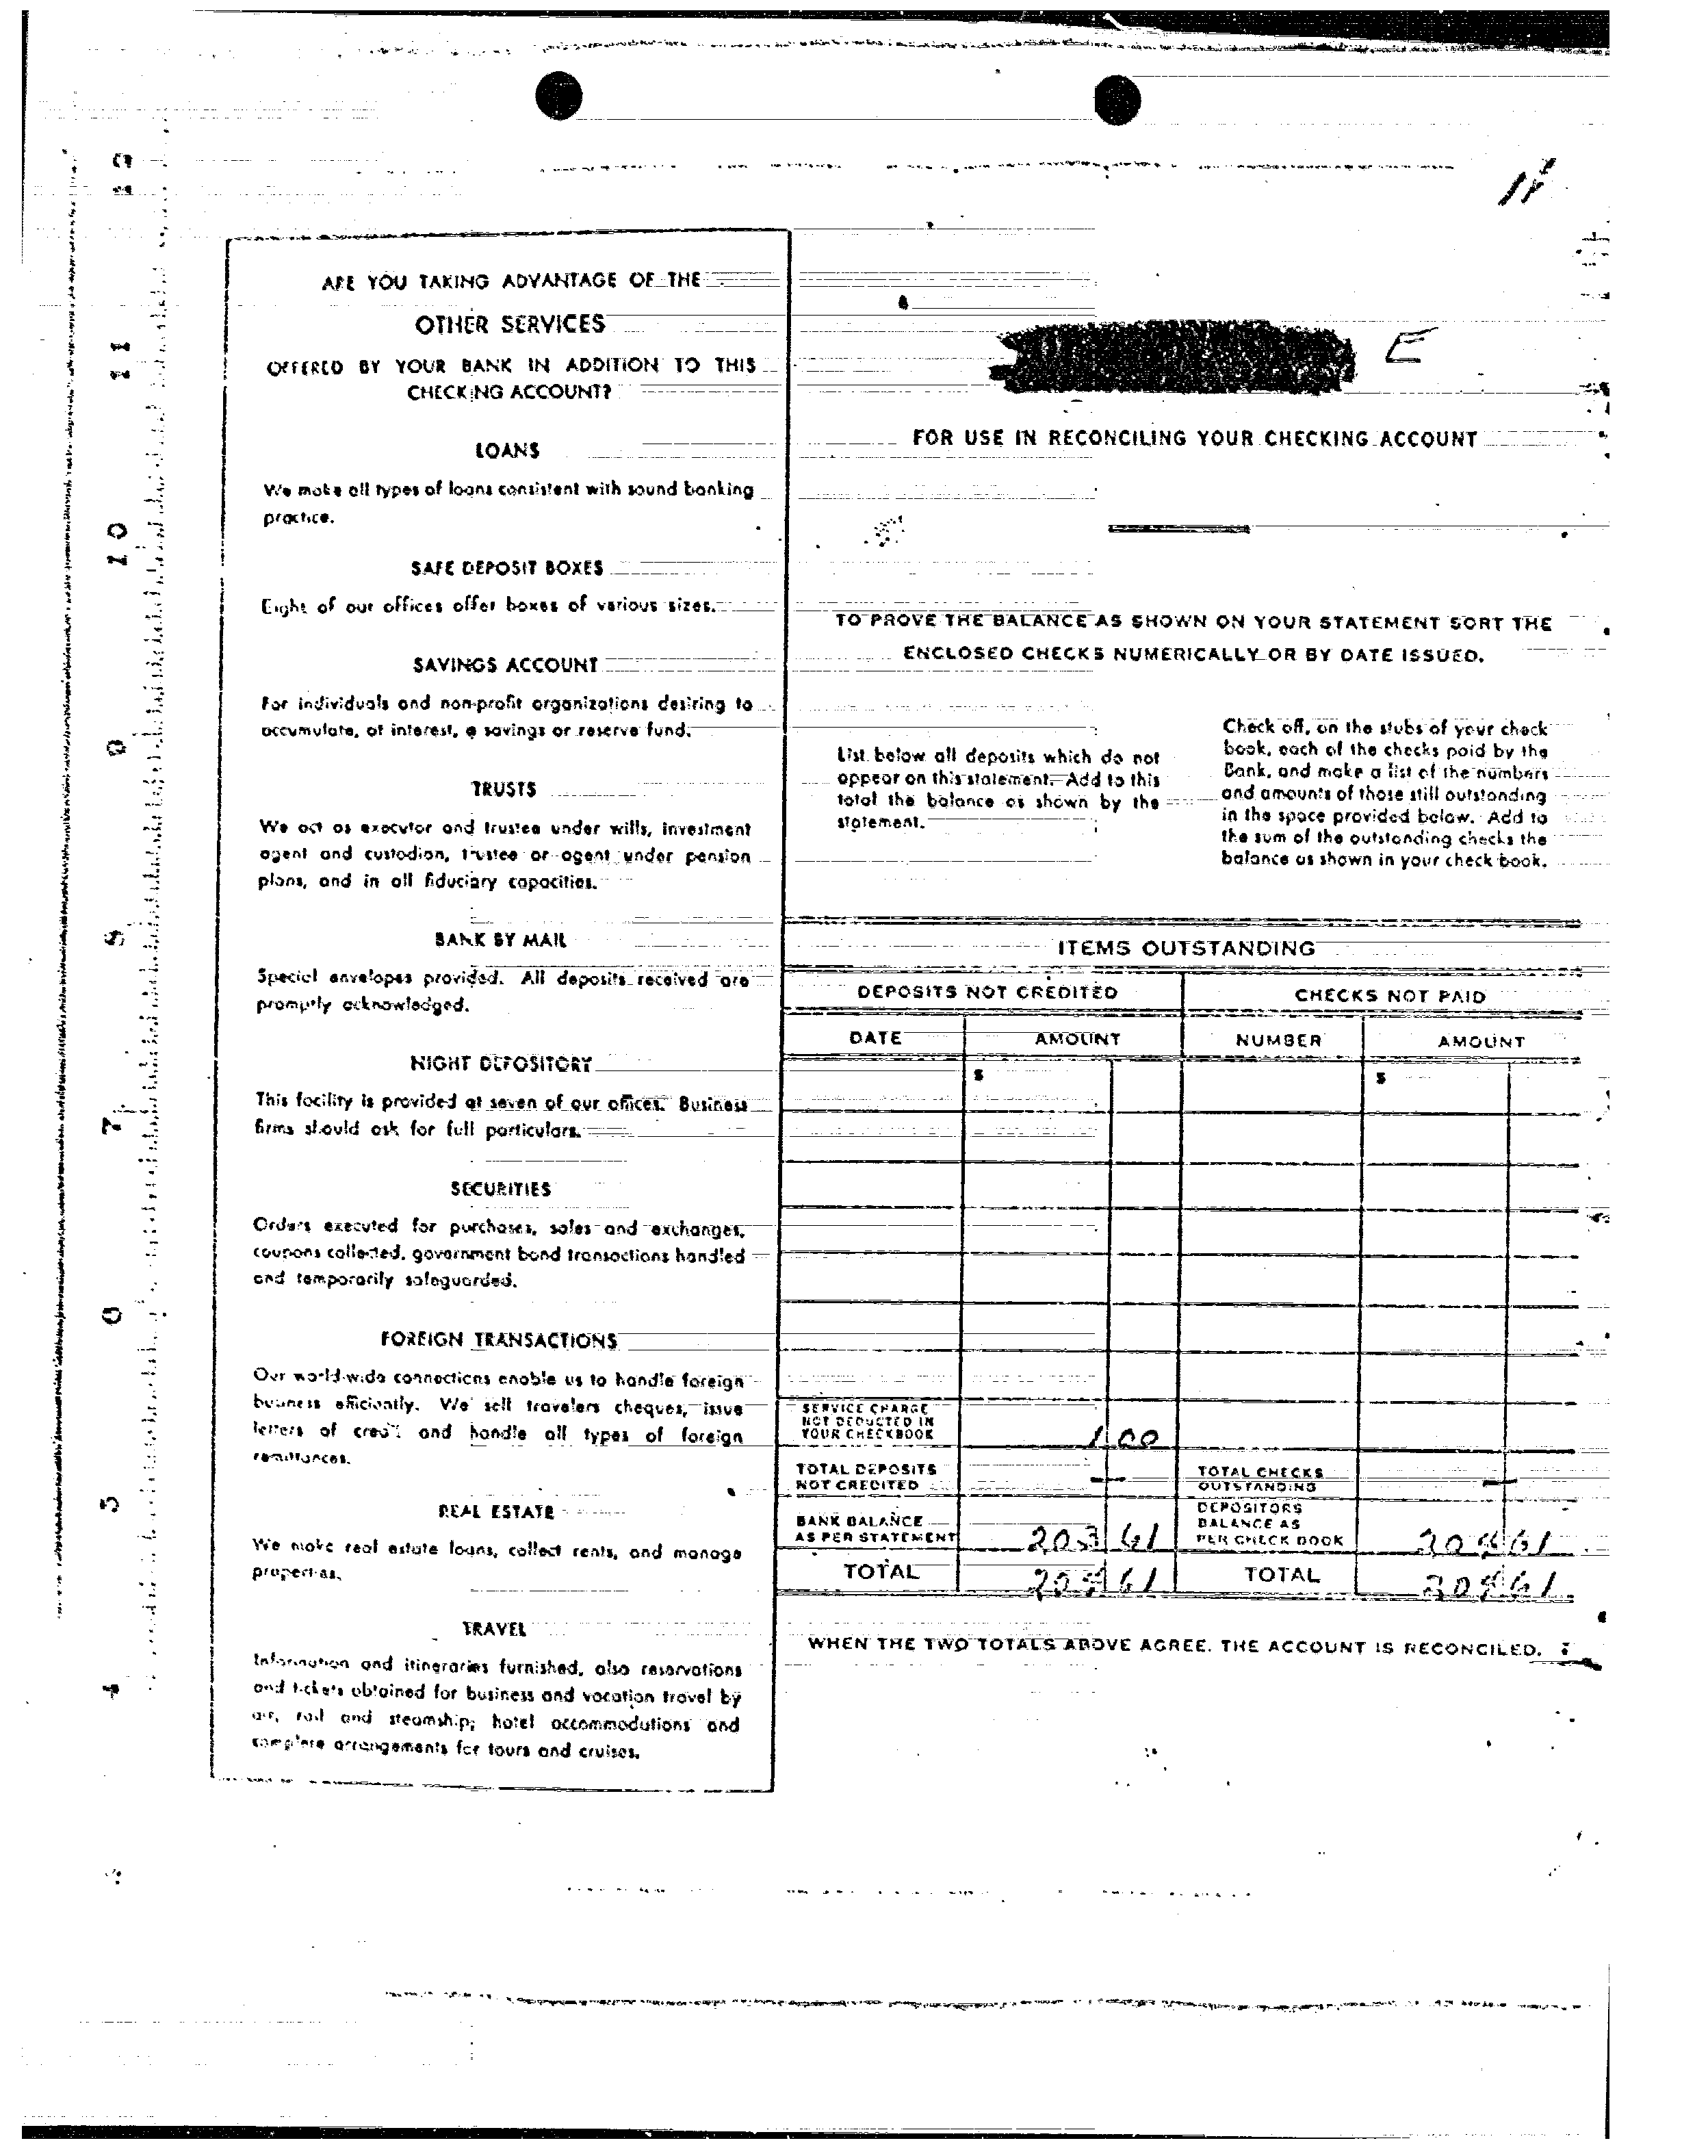 ARE YOU TAKING ADVANTAGE OF THE
OTHER SERVICES
OFFERED BY YOUR BANK IN ADDITION TO THIS
CHECKING ACCOUNT?
LOANS
We make all types of loans consistent with sound banking
practice.
SAFE DEPOSIT BOXES
Eight of our offices offer boxes of various sizes.
SAVINGS ACCOUNT
For individuals and non-profit organizations desiring to
accumulate, at interest, a savings or reserve fund.
TRUSTS
We act as executor and trustee under wills, investment
agent and custodian, trustee or agent under pension
plans, and in all fiduciary capacities.
BANK BY MAIL
Special envelopes provided. All deposits received are
promptly acknowledged.
NIGHT DEPOSITORY
This facility is provided at seven of our offices. Business
firms should ask for full particulars.
SECURITIES
Orders executed for purchases, sales and exchanges,
coupons collected, government bond transactions handled
and temporarily safeguarded.
FOREIGN TRANSACTIONS
Our world-wide connections enable us to handle foreign
business efficiently. We sell travelers cheques, issue
letters of credit and handle all types of foreign
remittances.
REAL ESTATE
We make real estate loans, collect rents, and manage
properties.
TRAVEL
Information and itineraries furnished, also reservations
and tickets obtained for business and vacation travel by
air, rail and steamship; hotel accommodations and
complete arrangements for tours and cruises.
E
FOR USE IN RECONCILING YOUR CHECKING ACCOUNT
TO PROVE THE BALANCE AS SHOWN ON YOUR STATEMENT SORT THE
ENCLOSED CHECKS NUMERICALLY OR BY DATE ISSUED.
List below all deposits which do not
appear on this statement. Add to this
total the balance as shown by the
statement.
Check off, on the stubs of your check
book, each of the checks paid by the
Bank, and make a list of the numbers
and amounts of those still outstanding
in the space provided below. Add to
the sum of the outstanding checks the
balance as shown in your check book.
ITEMS OUTSTANDING
DEPOSITS NOT CREDITED CHECKS NOT PAID
DATE AMOUNT NUMBER AMOUNT
$ $
SERVICE CHARGE
NOT DEDUCTED IN
YOUR CHECKBOOK 1 00
TOTAL DEPOSITS
NOT CREDITED —
TOTAL CHECKS
OUTSTANDING —
BANK BALANCE
AS PER STATEMENT 203 61
DEPOSITORS
BALANCE AS
PER CHECK BOOK 204 61
TOTAL 204 61 TOTAL 204 61
WHEN THE TWO TOTALS ABOVE AGREE. THE ACCOUNT IS RECONCILED.